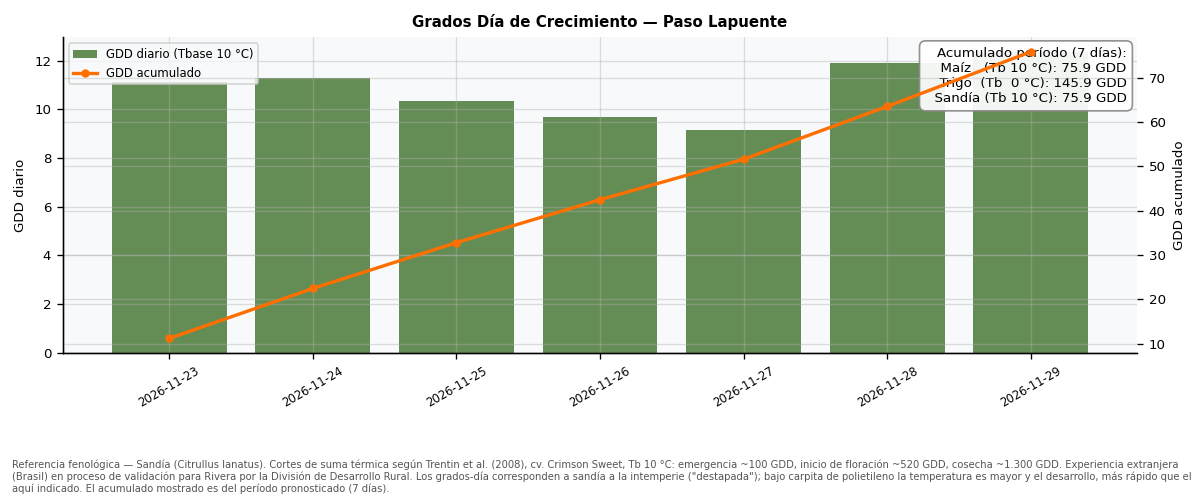 Grados Día de Crecimiento — Paso Lapuente
GDD diario (Tbase 10 °C)
GDD acumulado
Acumulado período (7 días):
Maíz (Tb 10 °C): 75.9 GDD
Trigo (Tb 0 °C): 145.9 GDD
Sandía (Tb 10 °C): 75.9 GDD
GDD diario
12
10
8
6
4
2
0
GDD acumulado
70
60
50
40
30
20
10
2026-11-23
2026-11-24
2026-11-25
2026-11-26
2026-11-27
2026-11-28
2026-11-29
Referencia fenológica — Sandía (Citrullus lanatus). Cortes de suma térmica según Trentin et al. (2008), cv. Crimson Sweet, Tb 10 °C: emergencia ~100 GDD, inicio de floración ~520 GDD, cosecha ~1.300 GDD. Experiencia extranjera
(Brasil) en proceso de validación para Rivera por la División de Desarrollo Rural. Los grados-día corresponden a sandía a la intemperie ("destapada"); bajo carpita de polietileno la temperatura es mayor y el desarrollo, más rápido que el
aquí indicado. El acumulado mostrado es del período pronosticado (7 días).